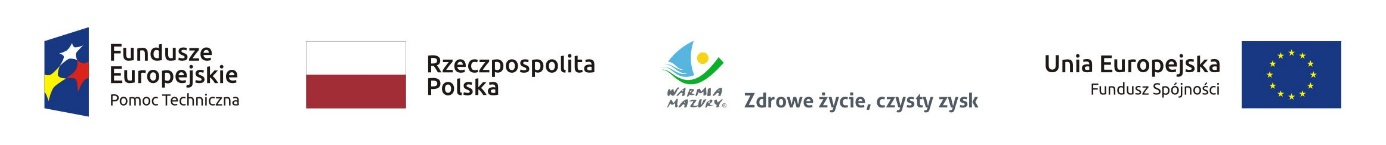 Fundusze
Europejskie
Pomoc Techniczna
Rzeczpospolita
Polska
WARMIA
MAZURY
Zdrowe życie, czysty zysk
Unia Europejska
Fundusz Spójności